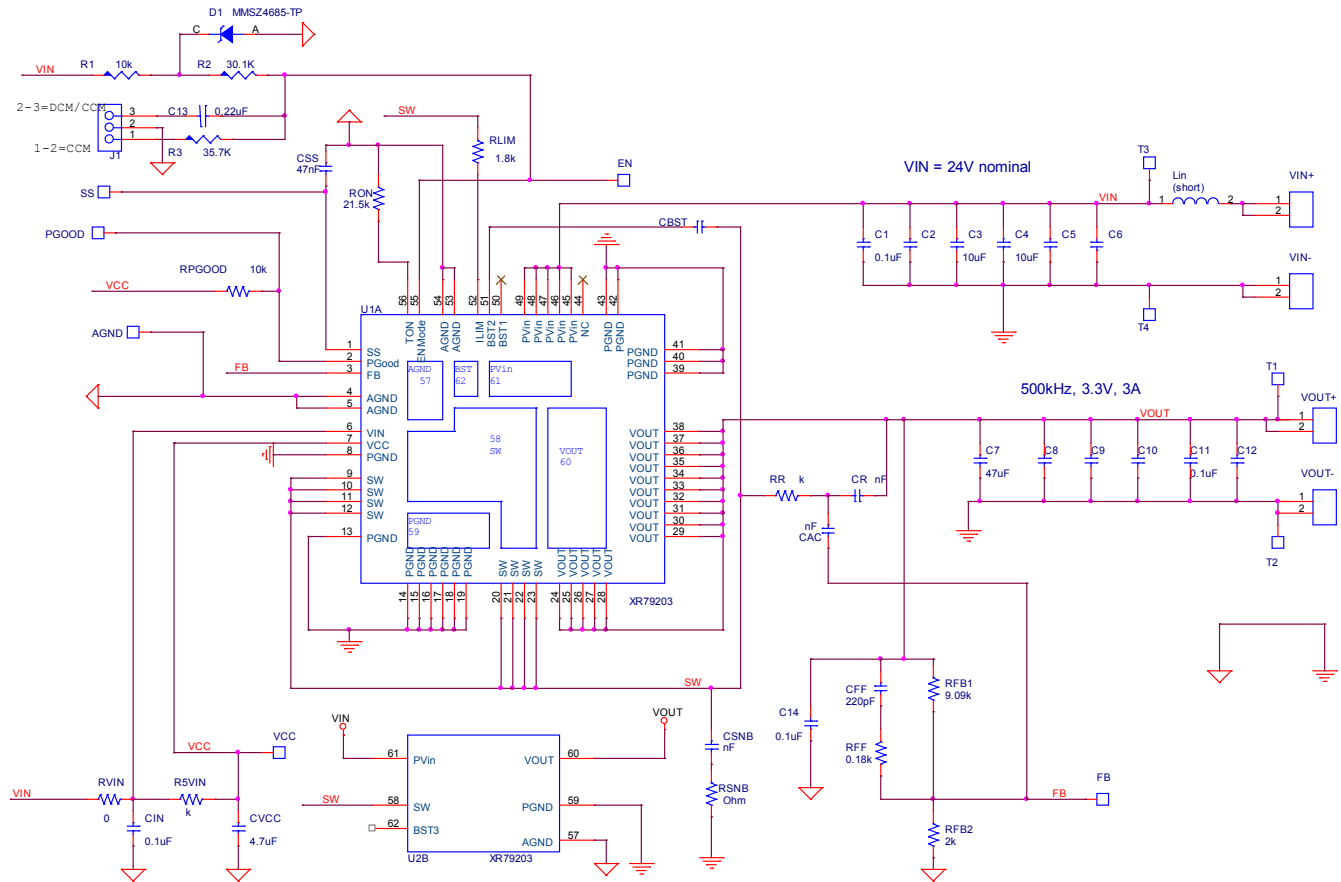 D1 MMSZ4685-TP
C A
VIN R1 10k R2 30.1K
2-3=DCM/CCM
3
2
1
C13 0.22uF
1-2=CCM
J1
R3
35.7K
SW
RLIM
1.8k
CSS
47nF
RON
21.5k
EN
SS
PGOOD
RPGOOD 10k
VCC
AGND
FB
CBST
VIN = 24V nominal
T3
Lin
(short)
VIN
1 2
VIN+
1
2
C1
0.1uF
C2
C3
10uF
C4
10uF
C5
C6
VIN-
1
2
T4
U1A
56 55 54 53 52 51 50 49 48 47 46 45 44 43 42
TON
EN Mode
AGND
AGND
ILIM
BST2
BST1
PVin
PVin
PVin
PVin
PVin
NC
PGND
PGND
1 SS
2 PGood
3 FB
4 AGND
5 AGND
6 VIN
7 VCC
8 PGND
9 SW
10 SW
11 SW
12 SW
13 PGND
AGND
57
BST
62
PVin
61
58
SW
VOUT
60
PGND
59
PGND 41
PGND 40
PGND 39
VOUT 38
VOUT 37
VOUT 36
VOUT 35
VOUT 34
VOUT 33
VOUT 32
VOUT 31
VOUT 30
VOUT 29
PGND
PGND
PGND
PGND
PGND
PGND
SW
SW
SW
SW
VOUT
VOUT
VOUT
VOUT
VOUT
14 15 16 17 18 19 20 21 22 23 24 25 26 27 28
XR79203
500kHz, 3.3V, 3A
T1
VOUT
VOUT+
1
2
C7
47uF
C8
C9
C10
C11
0.1uF
C12
VOUT-
1
2
T2
RR k
CR nF
nF
CAC
SW
CSNB
nF
RSNB
Ohm
C14
0.1uF
CFF
220pF
RFF
0.18k
RFB1
9.09k
FB
FB
RFB2
2k
VIN
VOUT
61 PVin
VOUT 60
SW 58 SW
PGND 59
62 BST3
AGND 57
U2B XR79203
VCC
VCC
VIN RVIN
0
R5VIN
k
CIN
0.1uF
CVCC
4.7uF